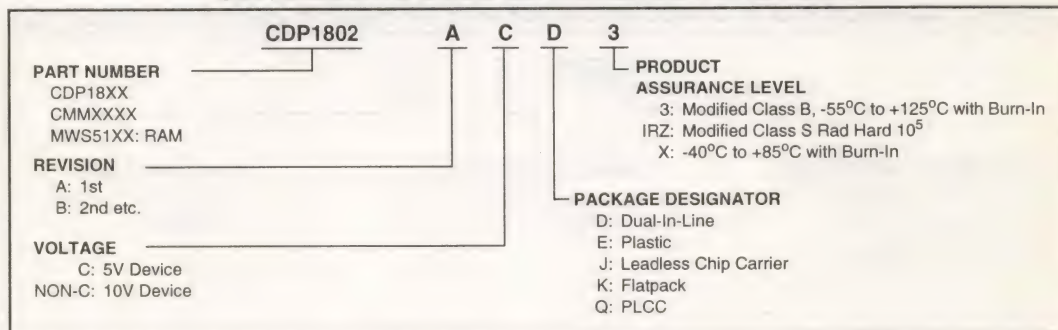 CDP1802 A C D 3
PART NUMBER
CDP18XX
CMMXXXX
MWS51XX: RAM
REVISION
A: 1st
B: 2nd etc.
VOLTAGE
C: 5V Device
NON-C: 10V Device
PRODUCT
ASSURANCE LEVEL
3: Modified Class B, -55°C to +125°C with Burn-In
IRZ: Modified Class S Rad Hard 10⁵
X: -40°C to +85°C with Burn-In
PACKAGE DESIGNATOR
D: Dual-In-Line
E: Plastic
J: Leadless Chip Carrier
K: Flatpack
Q: PLCC